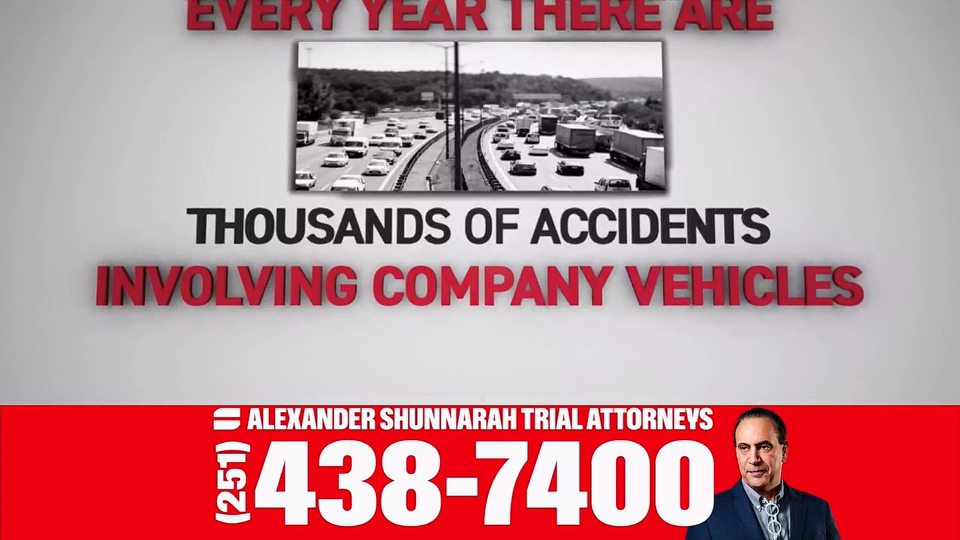 EVERY YEAR THERE ARE
THOUSANDS OF ACCIDENTS
INVOLVING COMPANY VEHICLES
ALEXANDER SHUNNARAH TRIAL ATTORNEYS
(251) 438-7400